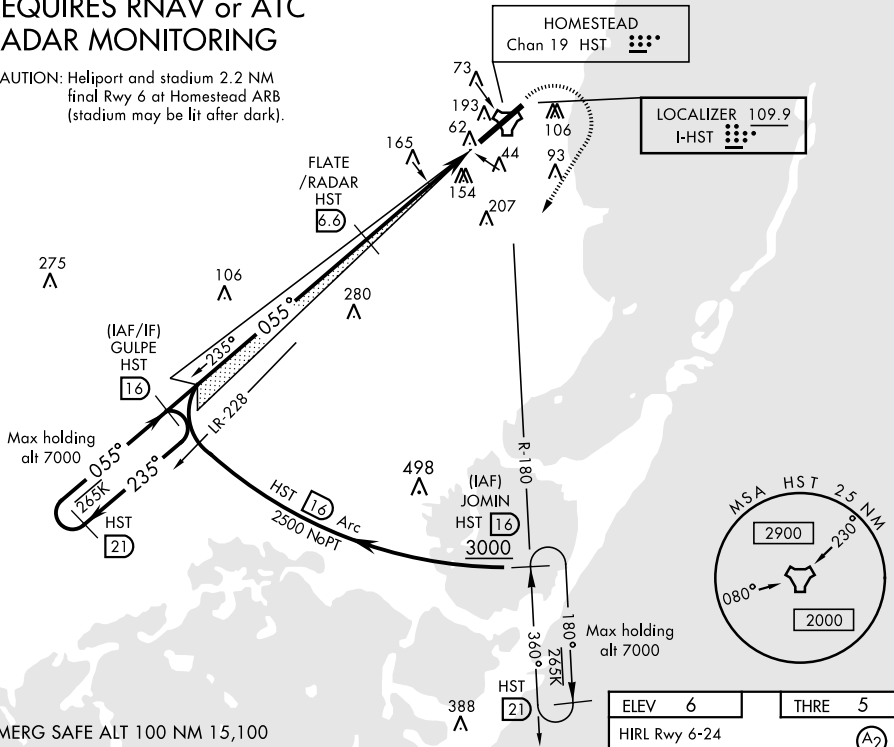 EQUIRES RNAV or ATC
ADAR MONITORING
AUTION: Heliport and stadium 2.2 NM
final Rwy 6 at Homestead ARB
(stadium may be lit after dark).
HOMESTEAD
Chan 19 HST
LOCALIZER 109.9
I-HST
73
193
62
44
106
93
165
154
207
FLATE
/RADAR
HST
6.6
275
106
280
055°
235°
(IAF/IF)
GULPE
HST
16
LR-228
Max holding
alt 7000
055°
235°
265K
HST
21
HST 16 Arc
2500 NoPT
498
R-180
(IAF)
JOMIN
HST 16
3000
180°
360°
265K
Max holding
alt 7000
HST
21
388
MSA HST 25 NM
2900
230°
080°
2000
MERG SAFE ALT 100 NM 15,100
ELEV 6
THRE 5
HIRL Rwy 6-24
A2